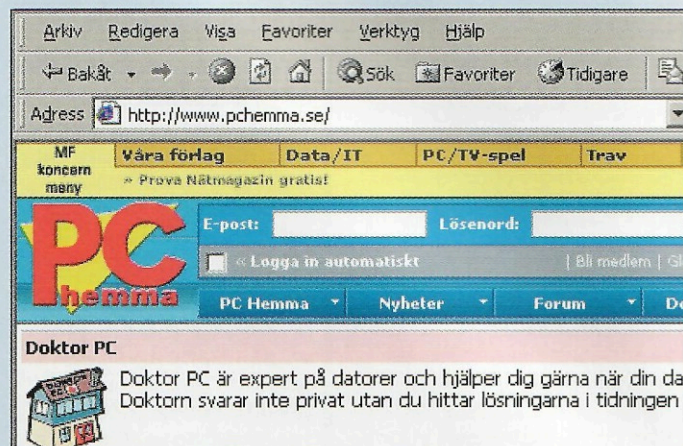 Arkiv Redigera Visa Favoriter Verktyg Hjälp
Bakåt Sök Favoriter Tidigare
Adress http://www.pchemma.se/
MF koncern meny
Våra förlag Data/IT PC/TV-spel Trav
» Prova Nätmagazin gratis!
PC hemma
E-post: Lösenord:
« Logga in automatiskt | Bli medlem |
PC Hemma Nyheter Forum
Doktor PC
Doktor PC är expert på datorer och hjälper dig gärna när din da
Doktorn svarar inte privat utan du hittar lösningarna i tidningen